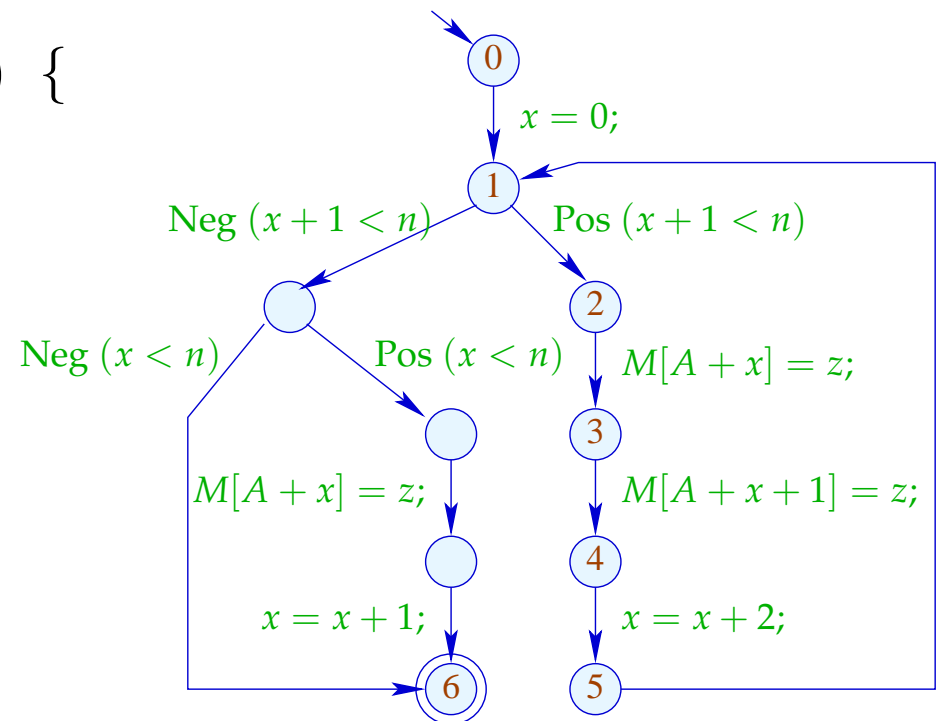 ) {
0
x = 0;
1
Neg (x + 1 < n) Pos (x + 1 < n)
2
Neg (x < n) Pos (x < n) M[A + x] = z;
3
M[A + x] = z; M[A + x + 1] = z;
4
x = x + 1; x = x + 2;
6 5